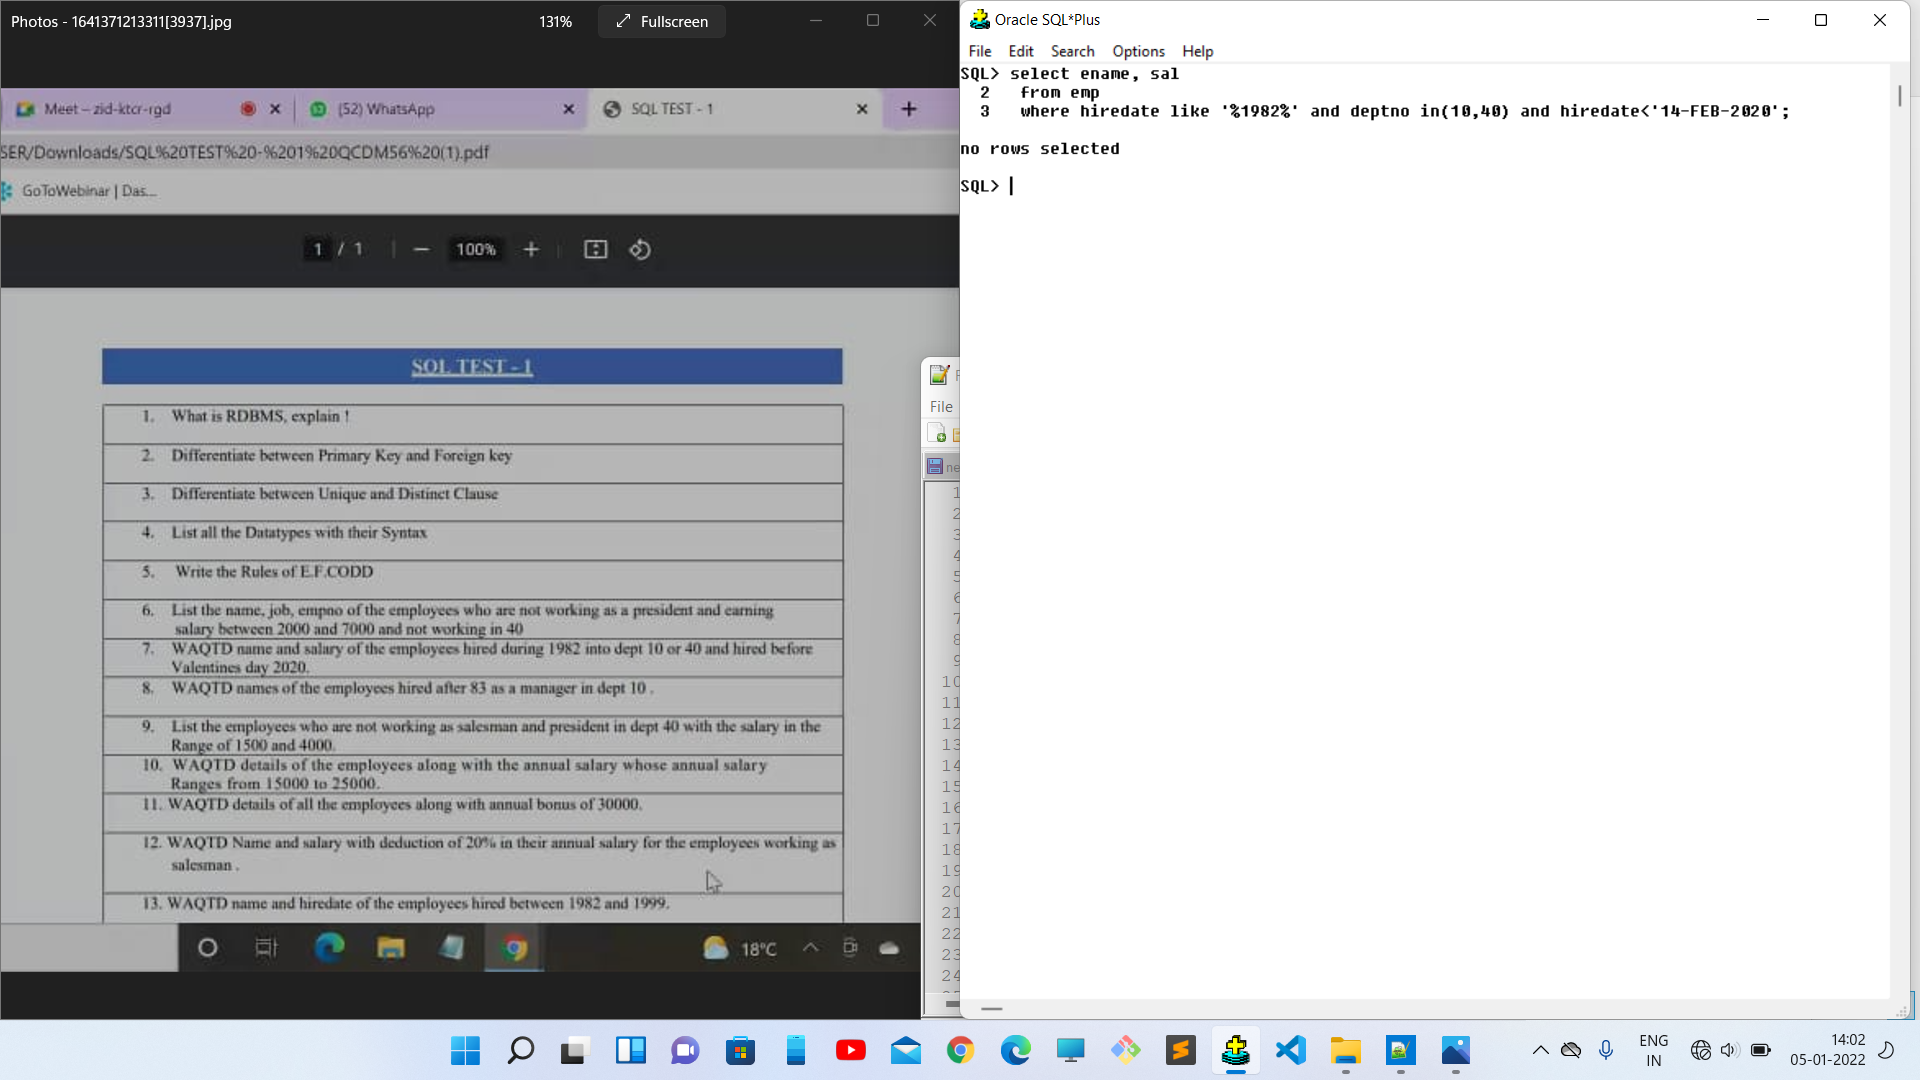 Photos - 1641371213311[3937].jpg
131%
Fullscreen
Meet – zid-ktcr-rgd
(52) WhatsApp
SQL TEST - 1
SER/Downloads/SQL%20TEST%20-%201%20QCDM56%20(1).pdf
GoToWebinar | Das...
1 / 1
100%
SQL TEST - 1
1. What is RDBMS, explain !
2. Differentiate between Primary Key and Foreign key
3. Differentiate between Unique and Distinct Clause
4. List all the Datatypes with their Syntax
5. Write the Rules of E.F.CODD
6. List the name, job, empno of the employees who are not working as a president and earning
salary between 2000 and 7000 and not working in 40
7. WAQTD name and salary of the employees hired during 1982 into dept 10 or 40 and hired before
Valentines day 2020.
8. WAQTD names of the employees hired after 83 as a manager in dept 10 .
9. List the employees who are not working as salesman and president in dept 40 with the salary in the
Range of 1500 and 4000.
10. WAQTD details of the employees along with the annual salary whose annual salary
Ranges from 15000 to 25000.
11. WAQTD details of all the employees along with annual bonus of 30000.
12. WAQTD Name and salary with deduction of 20% in their annual salary for the employees working as
salesman .
13. WAQTD name and hiredate of the employees hired between 1982 and 1999.
18°C
File
ne
1
2
3
4
5
6
7
8
9
10
11
12
13
14
15
16
17
18
19
20
21
22
23
24
Oracle SQL*Plus
File Edit Search Options Help
SQL> select ename, sal
2 from emp
3 where hiredate like '%1982%' and deptno in(10,40) and hiredate<'14-FEB-2020';
no rows selected
SQL>
ENG
IN
14:02
05-01-2022